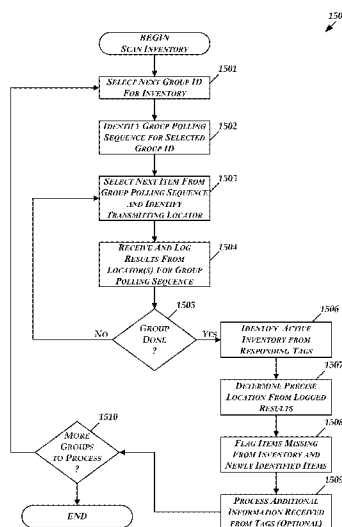 150
BEGIN
SCAN INVENTORY
1501
SELECT NEXT GROUP ID
FOR INVENTORY
1502
IDENTIFY GROUP POLLING
SEQUENCE FOR SELECTED
GROUP ID
1503
SELECT NEXT ITEM FROM
GROUP POLLING SEQUENCE
AND IDENTIFY
TRANSMITTING LOCATOR
1504
RECEIVE AND LOG
RESULTS FROM
LOCATOR(S) FOR GROUP
POLLING SEQUENCE
1505
GROUP
DONE
?
NO
YES
1506
IDENTIFY ACTIVE
INVENTORY FROM
RESPONDING TAGS
1507
DETERMINE PRECISE
LOCATION FROM LOGGED
RESULTS
1508
FLAG ITEMS MISSING
FROM INVENTORY AND
NEWLY IDENTIFIED ITEMS
1509
PROCESS ADDITIONAL
INFORMATION RECEIVED
FROM TAGS (OPTIONAL)
1510
MORE
GROUPS
TO PROCESS
?
END